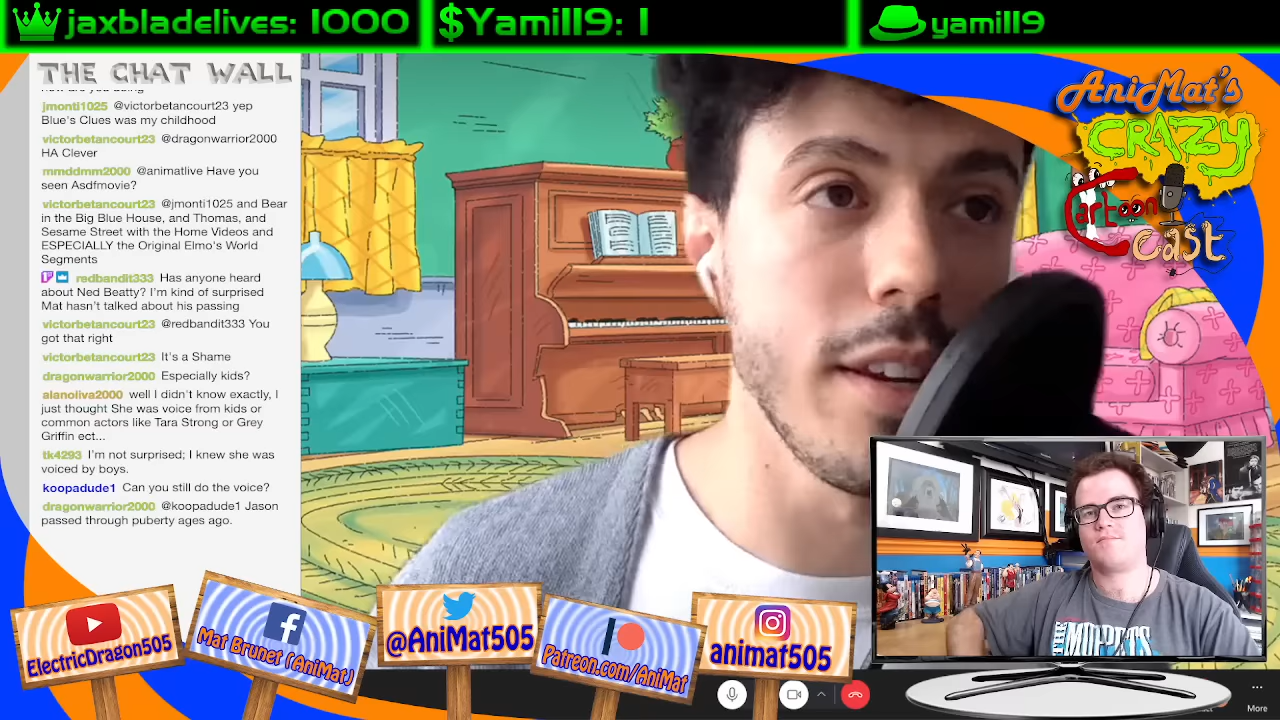 jaxbladelives: 1000
$Yamill9: 1
yamill9
THE CHAT WALL
jmonti1025 @victorbetancourt23 yep
Blue's Clues was my childhood
victorbetancourt23 @dragonwarrior2000
HA Clever
mmddmm2000 @animatlive Have you
seen Asdfmovie?
victorbetancourt23 @jmonti1025 and Bear
in the Big Blue House, and Thomas, and
Sesame Street with the Home Videos and
ESPECIALLY the Original Elmo's World
Segments
redbandit333 Has anyone heard
about Ned Beatty? I'm kind of surprised
Mat hasn't talked about his passing
victorbetancourt23 @redbandit333 You
got that right
victorbetancourt23 It's a Shame
dragonwarrior2000 Especially kids?
alanoliva2000 well I didn't know exactly, I
just thought She was voice from kids or
common actors like Tara Strong or Grey
Griffin ect...
tk4293 I'm not surprised; I knew she was
voiced by boys.
koopadude1 Can you still do the voice?
dragonwarrior2000 @koopadude1 Jason
passed through puberty ages ago.
AniMat's
CRAZY
Cartoon
Cast
ElectricDragon505
Mat Brunet (AniMat)
@AniMat505
Patreon.com/AniMat
animat505
More